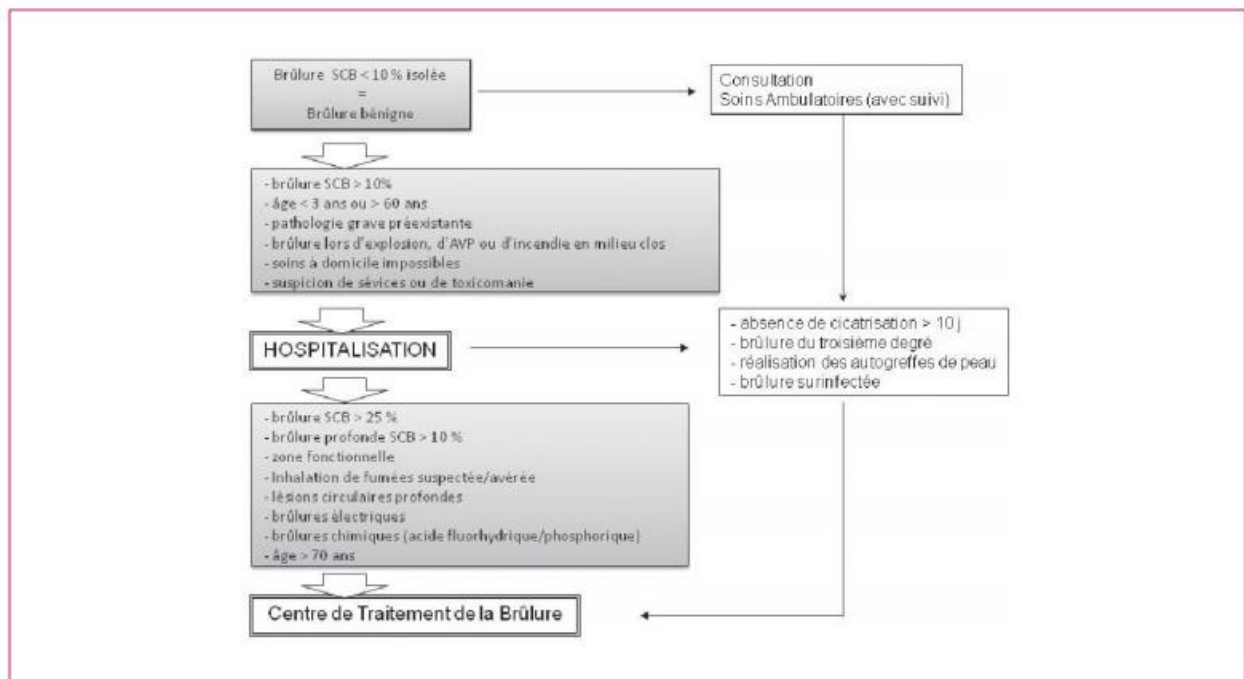 Brûlure SCB < 10 % isolée
=
Brûlure bénigne
Consultation
Soins Ambullatoires (avec suivi)
- brûlure SCB > 10%
- âge < 3 ans ou > 60 ans
- pathologie grave préexistante
- brûlure lors d'explosion, d'AVP ou d'incendie en milieu clos
- soins à domicile impossibles
- suspicion de sévices ou de toxicomanie
HOSPITALISATION
- absence de cicatrisation > 10 j
- brûlure du troisième degré
- réalisation des autogreffes de peau
- brûlure surinfectée
- brûlure SCB > 25 %
- brûlure profonde SCB > 10 %
- zone fonctionnelle
- Inhalation de fumées suspectée/avérée
- lésions circulaires profondes
- brûlures électriques
- brûlures chimiques (acide fluorhydrique/phosphorique)
- âge > 70 ans
Centre de Traitement de la Brûlure